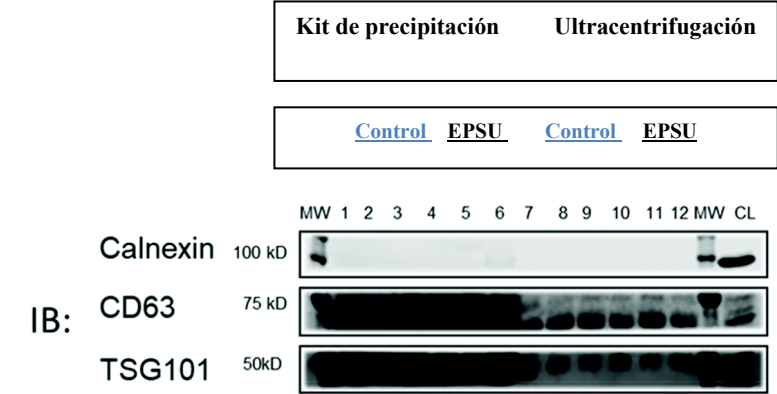 Kit de precipitación Ultracentrifugación
Control EPSU Control EPSU
MW 1 2 3 4 5 6 7 8 9 10 11 12 MW CL
Calnexin 100 kD
IB: CD63 75 kD
TSG101 50kD